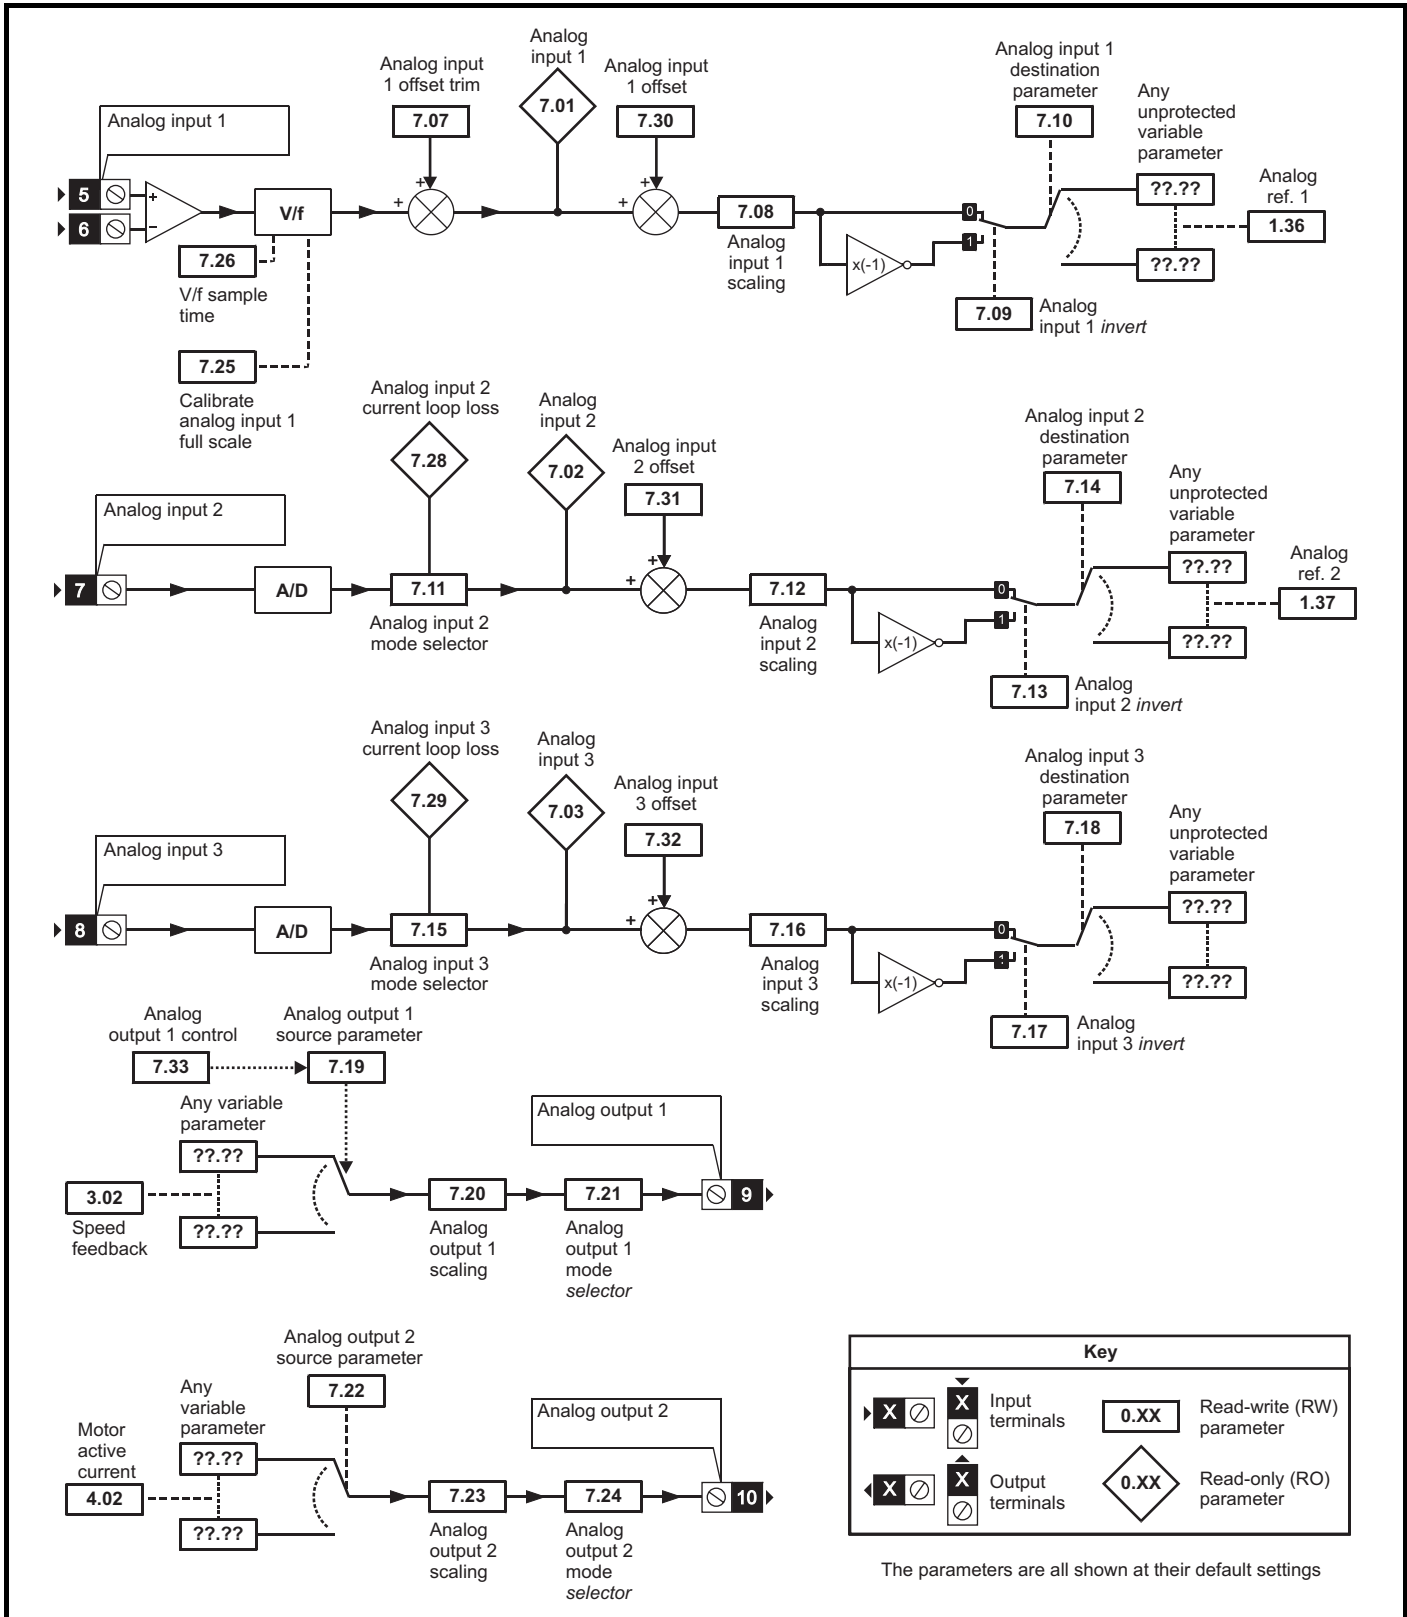 Analog input 1
5
6
+
−
V/f
7.26
V/f sample
time
7.25
Calibrate
analog input 1
full scale
Analog input
1 offset trim
7.07
+
+
Analog
input 1
7.01
Analog input
1 offset
7.30
+
+
7.08
Analog
input 1
scaling
x(-1)
0
1
7.09
Analog
input 1 invert
Analog input 1
destination
parameter
7.10
Any
unprotected
variable
parameter
??.??
??.??
Analog
ref. 1
1.36
Analog input 2
7
A/D
Analog input 2
current loop loss
7.28
7.11
Analog input 2
mode selector
Analog
input 2
7.02
Analog input
2 offset
7.31
+
+
7.12
Analog
input 2
scaling
x(-1)
0
1
7.13
Analog
input 2 invert
Analog input 2
destination
parameter
7.14
Any
unprotected
variable
parameter
??.??
??.??
Analog
ref. 2
1.37
Analog input 3
8
A/D
Analog input 3
current loop loss
7.29
7.15
Analog input 3
mode selector
Analog
input 3
7.03
Analog input
3 offset
7.32
+
+
7.16
Analog
input 3
scaling
x(-1)
0
1
7.17
Analog
input 3 invert
Analog input 3
destination
parameter
7.18
Any
unprotected
variable
parameter
??.??
??.??
Analog
output 1 control
7.33
Analog output 1
source parameter
7.19
Any variable
parameter
??.??
??.??
3.02
Speed
feedback
7.20
Analog
output 1
scaling
7.21
Analog
output 1
mode
selector
Analog output 1
9
Analog output 2
source parameter
7.22
Any
variable
parameter
??.??
??.??
Motor
active
current
4.02
7.23
Analog
output 2
scaling
7.24
Analog
output 2
mode
selector
Analog output 2
10
Key
X
X
Input
terminals
0.XX
Read-write (RW)
parameter
X
X
Output
terminals
0.XX
Read-only (RO)
parameter
The parameters are all shown at their default settings